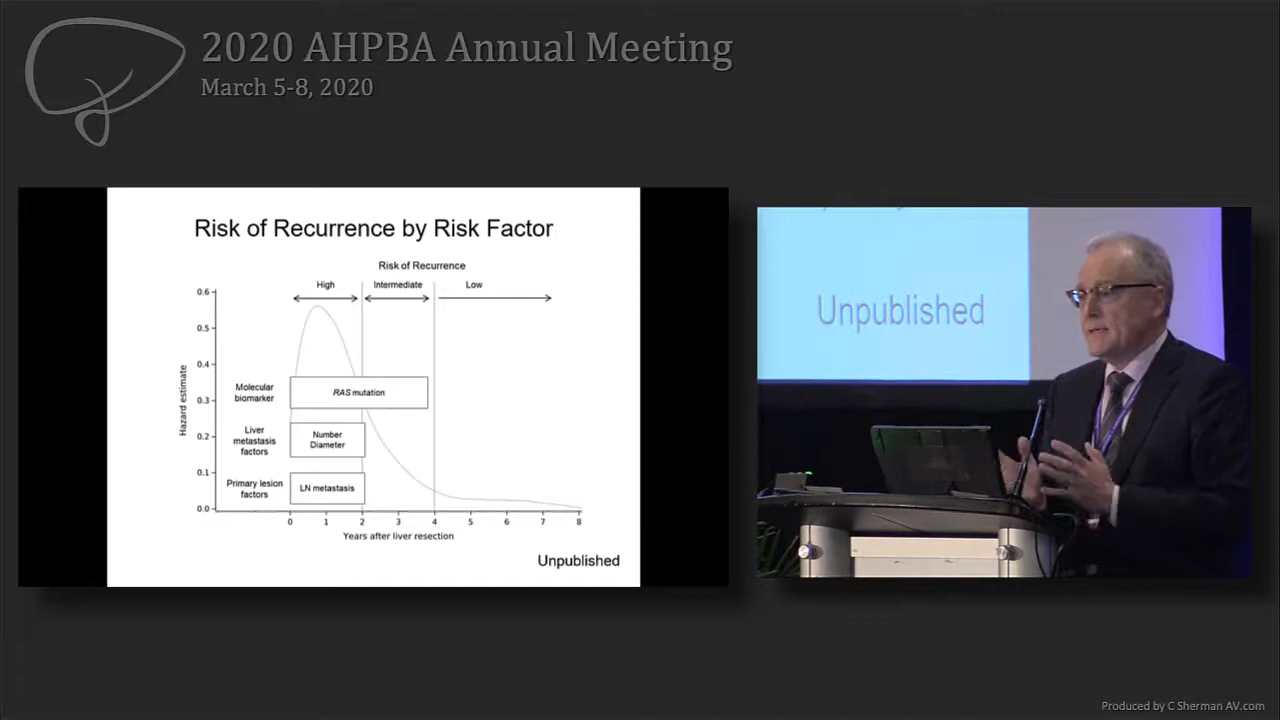 2020 AHPBA Annual Meeting
March 5-8, 2020
Risk of Recurrence by Risk Factor
Risk of Recurrence
High
Intermediate
Low
0.6
0.5
0.4
0.3
0.2
0.1
0.0
Hazard estimate
Molecular
biomarker
RAS mutation
Liver
metastasis
factors
Number
Diameter
Primary lesion
factors
LN metastasis
0 1 2 3 4 5 6 7 8
Years after liver resection
Unpublished
Unpublished
Produced by C Sherman AV.com